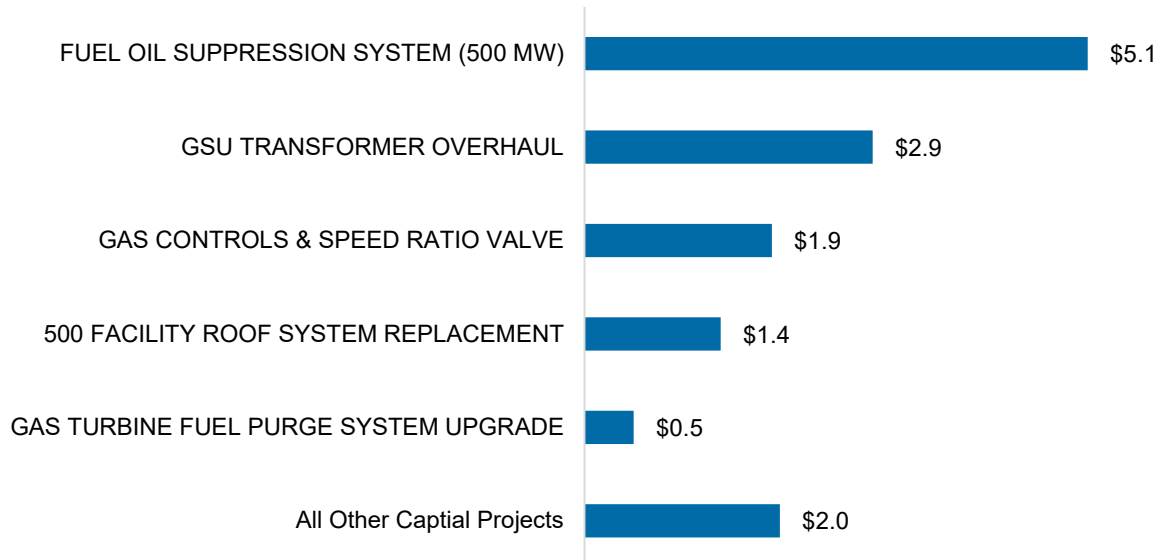 FUEL OIL SUPPRESSION SYSTEM (500 MW) $5.1
GSU TRANSFORMER OVERHAUL $2.9
GAS CONTROLS & SPEED RATIO VALVE $1.9
500 FACILITY ROOF SYSTEM REPLACEMENT $1.4
GAS TURBINE FUEL PURGE SYSTEM UPGRADE $0.5
All Other Captial Projects $2.0